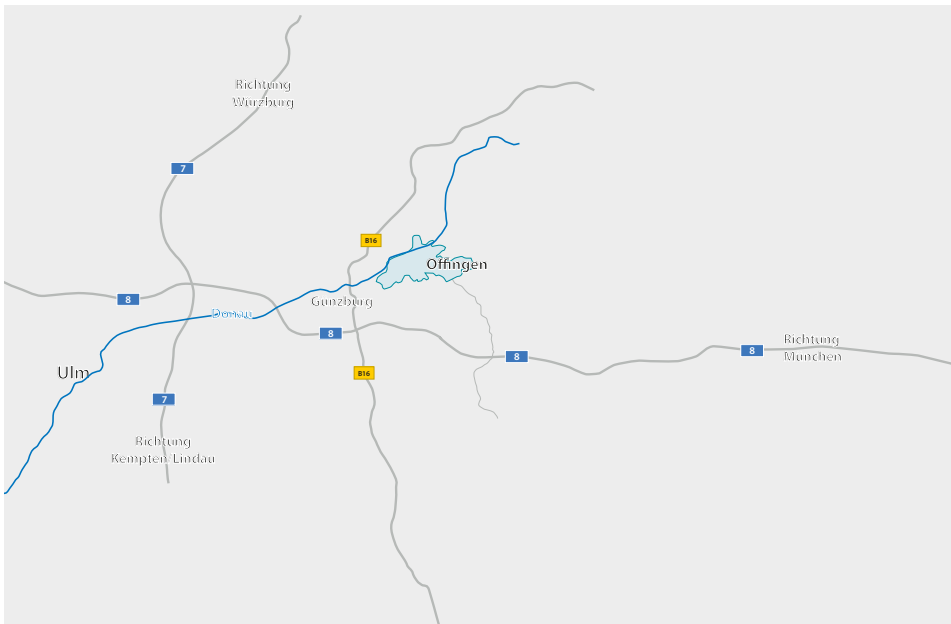 Richtung
Würzburg
7
B16
Offingen
8
Günzburg
Donau
8
Richtung
München
8
8
Ulm
B16
7
Richtung
Kempten/Lindau